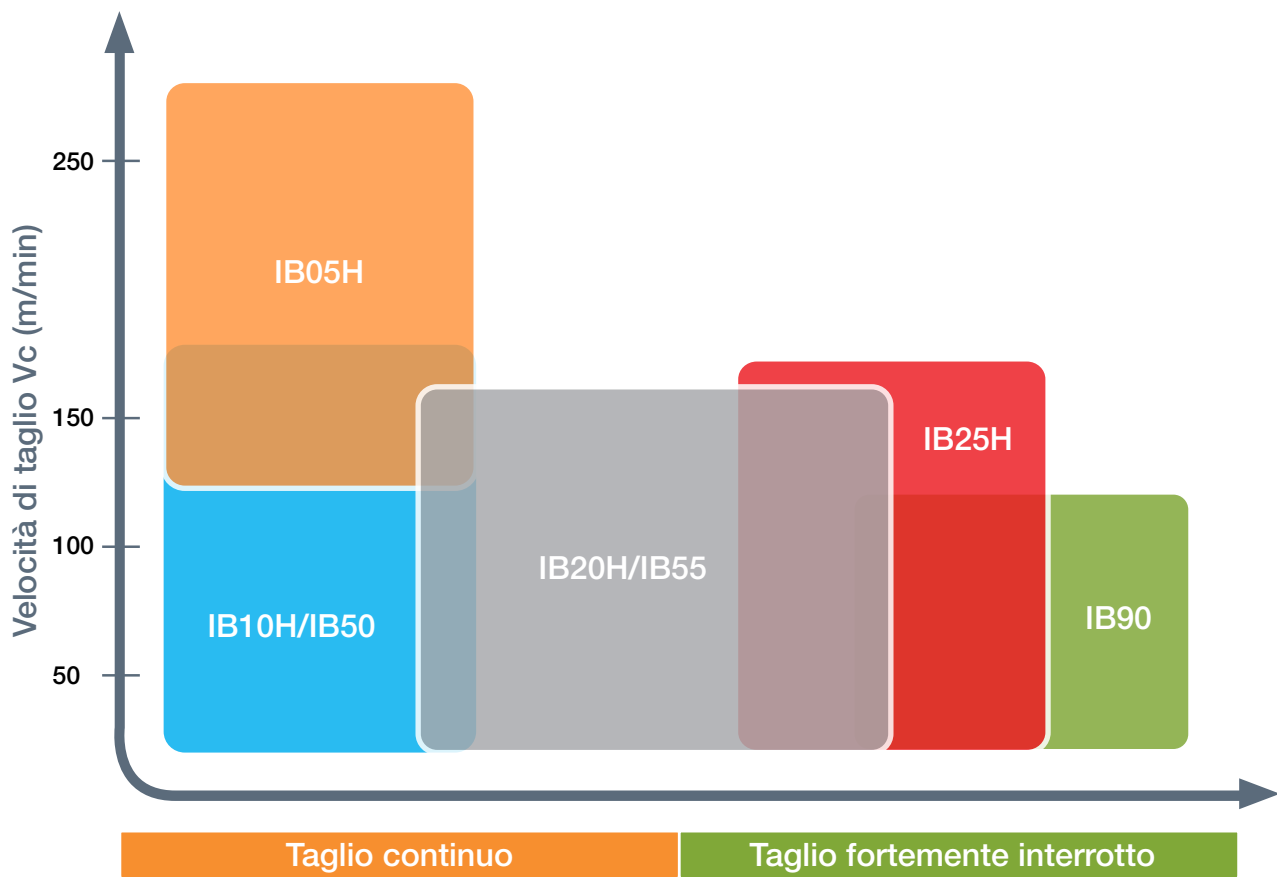 Velocità di taglio Vc (m/min)
250
150
100
50
IB05H
IB10H/IB50
IB20H/IB55
IB25H
IB90
Taglio continuo
Taglio fortemente interrotto